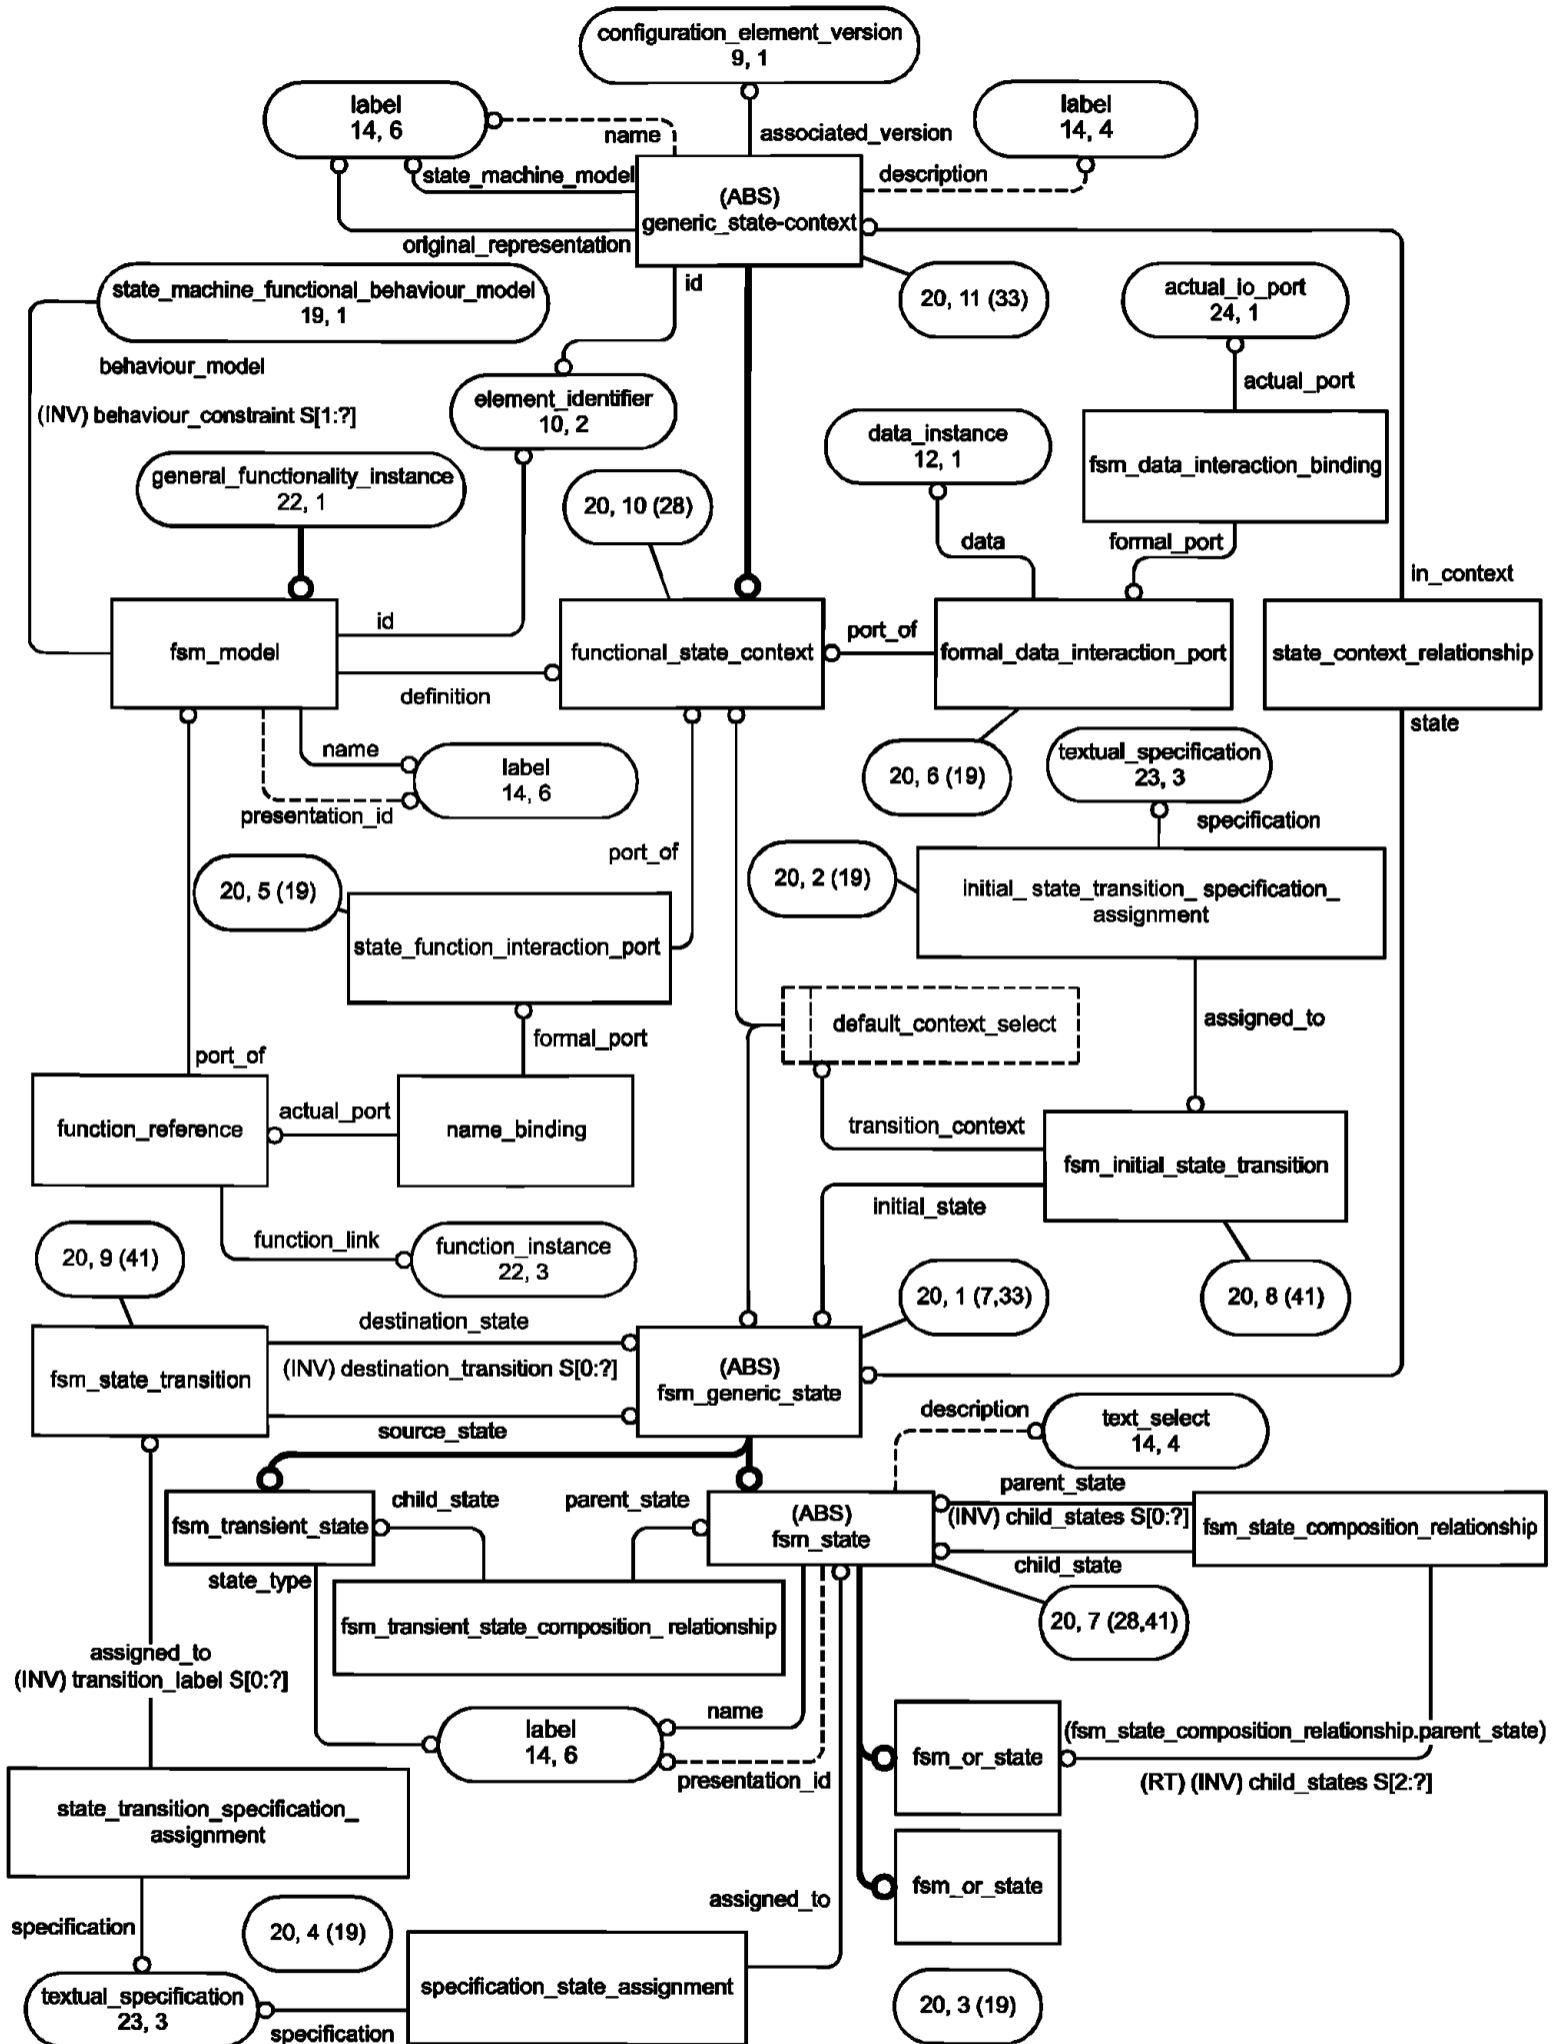 configuration_element_version
9, 1
label
14, 6
label
14, 4
name
associated_version
state_machine_model
description
(ABS)
generic_state-context
original_representation
id
state_machine_functional_behaviour_model
19, 1
20, 11 (33)
actual_io_port
24, 1
behaviour_model
actual_port
element_identifier
10, 2
(INV) behaviour_constraint S[1:?]
data_instance
12, 1
fsm_data_interaction_binding
general_functionality_instance
22, 1
20, 10 (28)
data
formal_port
in_context
id
port_of
fsm_model
functional_state_context
formal_data_interaction_port
state_context_relationship
definition
state
name
label
14, 6
20, 6 (19)
textual_specification
23, 3
presentation_id
specification
port_of
20, 5 (19)
20, 2 (19)
initial_ state_transition_ specification_
assignment
state_function_interaction_port
default_context_select
assigned_to
formal_port
port_of
actual_port
function_reference
name_binding
transition_context
fsm_initial_state_transition
initial_state
function_link
function_instance
22, 3
20, 9 (41)
20, 1 (7,33)
20, 8 (41)
destination_state
(INV) destination_transition S[0:?]
fsm_state_transition
(ABS)
fsm_generic_state
source_state
description
text_select
14, 4
child_state
parent_state
parent_state
(INV) child_states S[0:?]
fsm_transient_state
(ABS)
fsm_state
fsm_state_composition_relationship
child_state
state_type
fsm_transient_state_composition_ relationship
20, 7 (28,41)
assigned_to
(INV) transition_label S[0:?]
name
label
14, 6
(fsm_state_composition_relationship.parent_state)
fsm_or_state
presentation_id
(RT) (INV) child_states S[2:?]
state_transition_specification_
assignment
fsm_or_state
assigned_to
specification
20, 4 (19)
specification_state_assignment
textual_specification
23, 3
20, 3 (19)
specification